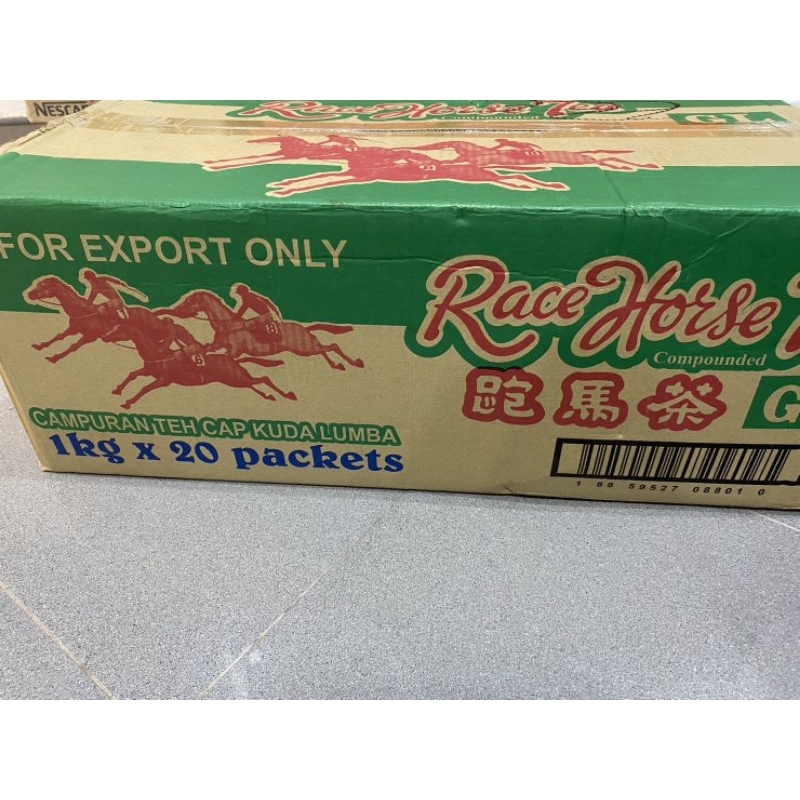 NESCAF
Race Horse Tea
Compounded
G1
FOR EXPORT ONLY
Race Horse
Compounded
跑馬茶
G
CAMPURAN TEH CAP KUDA LUMBA
1kg x 20 packets
1 88 59527 08801 0